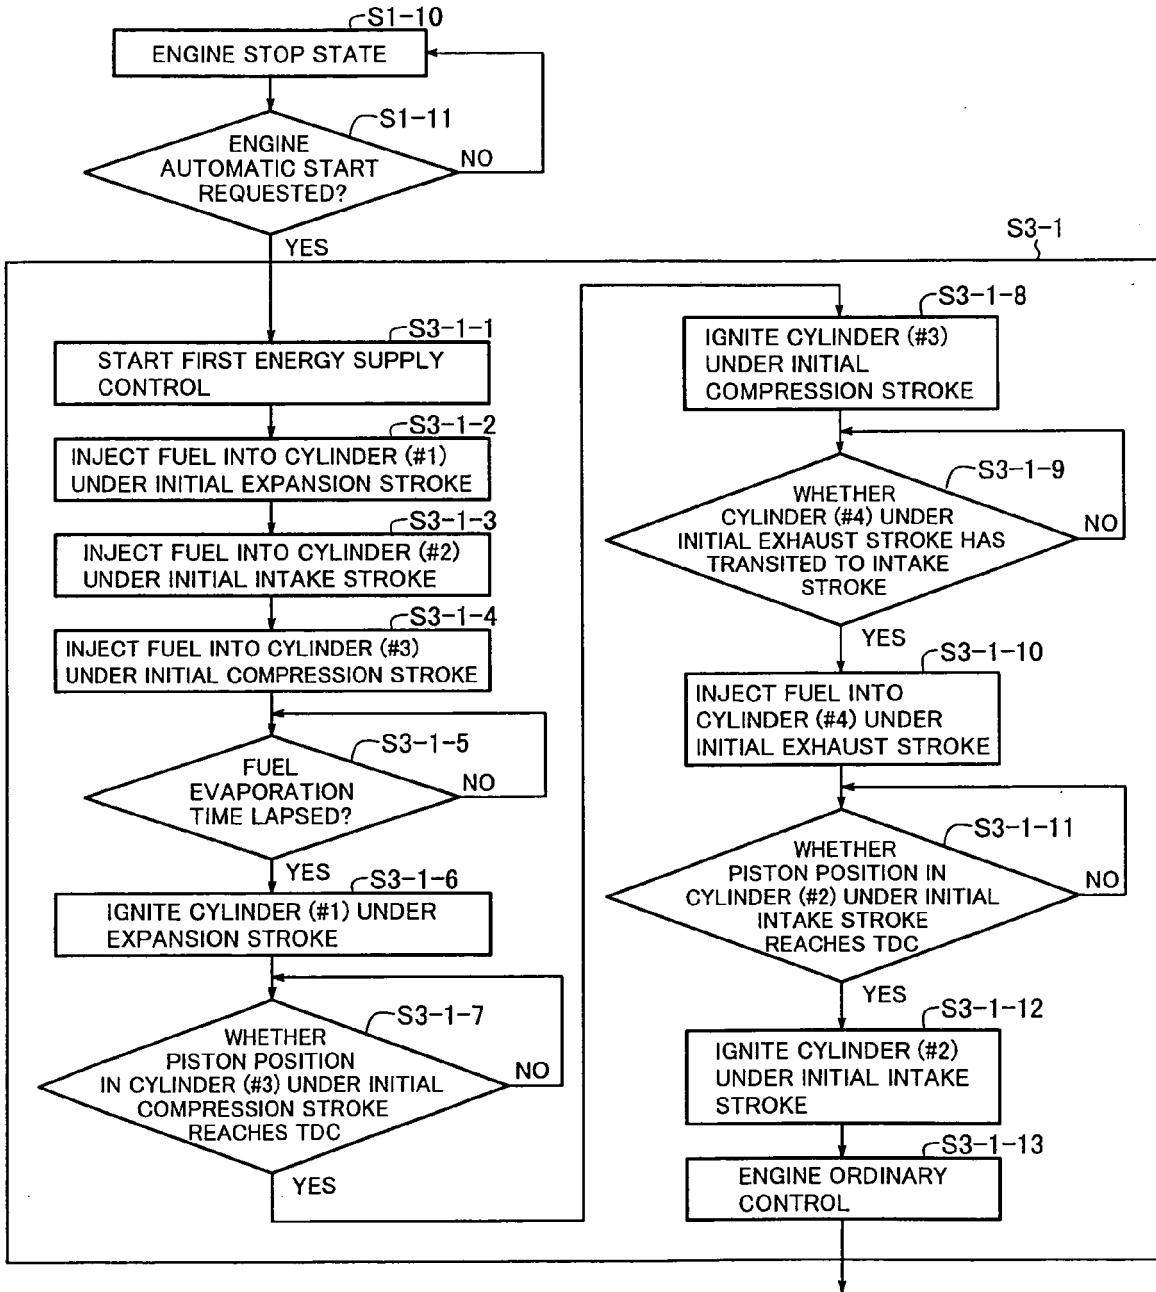 S1-10
ENGINE STOP STATE
S1-11
ENGINE
AUTOMATIC START
REQUESTED?
NO
YES
S3-1
S3-1-1
START FIRST ENERGY SUPPLY
CONTROL
S3-1-2
INJECT FUEL INTO CYLINDER (#1)
UNDER INITIAL EXPANSION STROKE
S3-1-3
INJECT FUEL INTO CYLINDER (#2)
UNDER INITIAL INTAKE STROKE
S3-1-4
INJECT FUEL INTO CYLINDER (#3)
UNDER INITIAL COMPRESSION STROKE
S3-1-5
FUEL
EVAPORATION
TIME LAPSED?
NO
YES
S3-1-6
IGNITE CYLINDER (#1) UNDER
EXPANSION STROKE
S3-1-7
WHETHER
PISTON POSITION
IN CYLINDER (#3) UNDER INITIAL
COMPRESSION STROKE
REACHES TDC
NO
YES
S3-1-8
IGNITE CYLINDER (#3)
UNDER INITIAL
COMPRESSION STROKE
S3-1-9
WHETHER
CYLINDER (#4) UNDER
INITIAL EXHAUST STROKE HAS
TRANSITED TO INTAKE
STROKE
NO
YES
S3-1-10
INJECT FUEL INTO
CYLINDER (#4) UNDER
INITIAL EXHAUST STROKE
S3-1-11
WHETHER
PISTON POSITION IN
CYLINDER (#2) UNDER INITIAL
INTAKE STROKE
REACHES TDC
NO
YES
S3-1-12
IGNITE CYLINDER (#2)
UNDER INITIAL INTAKE
STROKE
S3-1-13
ENGINE ORDINARY
CONTROL